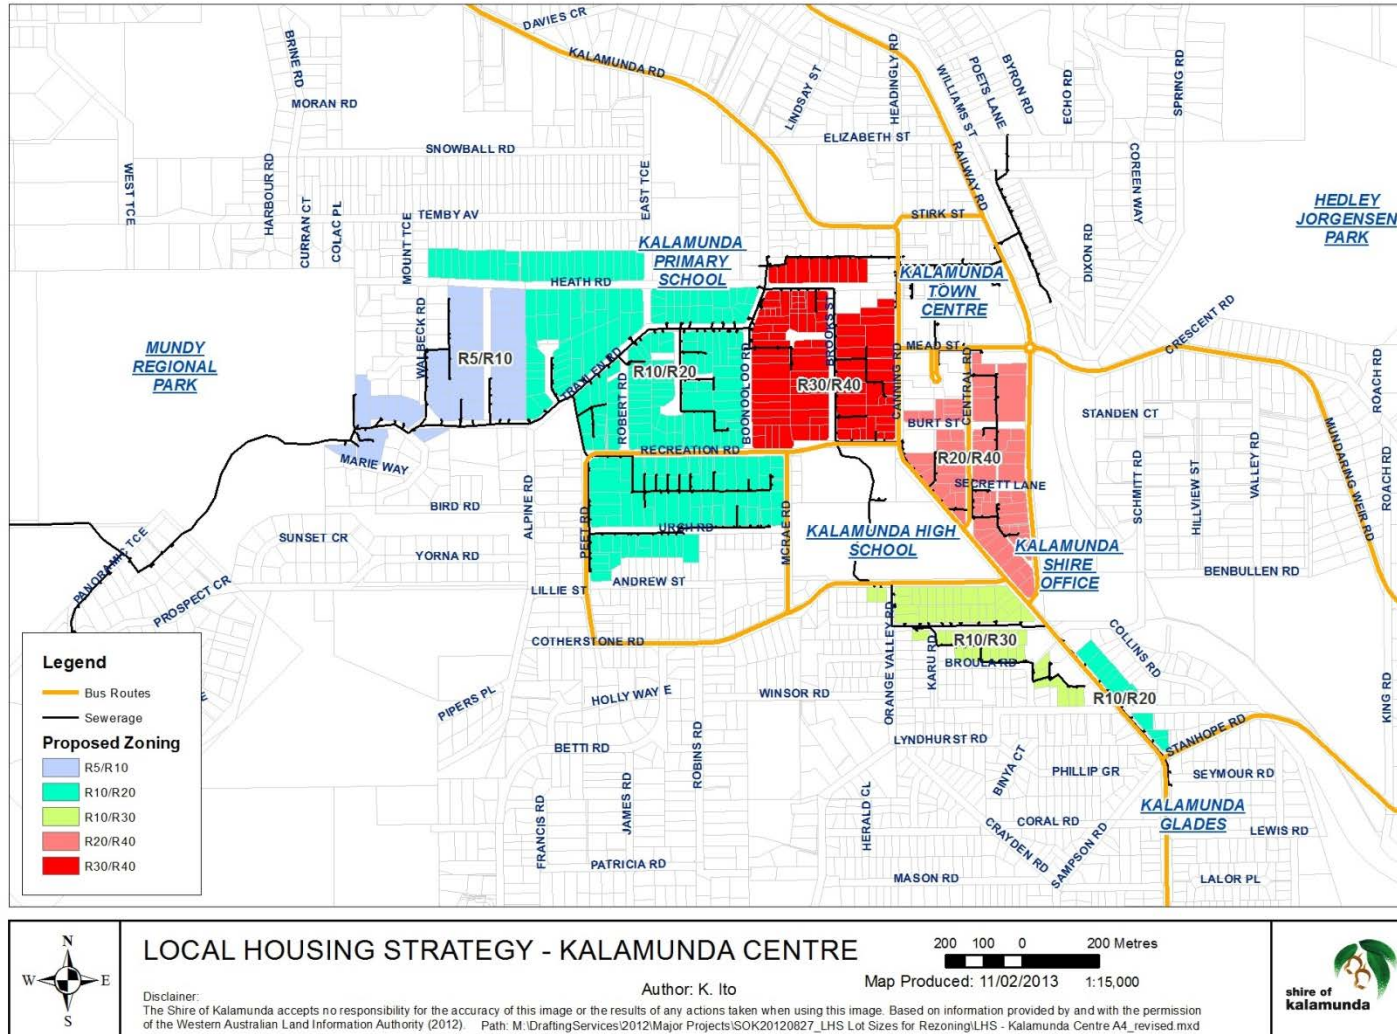 DAVIES CR
KALAMUNDA RD
BRINE RD
MORAN RD
LINDSAY ST
HEADINGLY RD
WILLIAMS ST
POETS LANE
BYRON RD
ECHO RD
SPRING RD
ELIZABETH ST
SNOWBALL RD
WEST TCE
HARBOUR RD
CURRAN CT
COLAC PL
TEMBY AV
MOUNT TCE
EAST TCE
RAILWAY RD
STIRK ST
COREEN WAY
DIXON RD
HEDLEY
JORGENSEN
PARK
KALAMUNDA
PRIMARY
SCHOOL
HEATH RD
KALAMUNDA
TOWN
CENTRE
MUNDY
REGIONAL
PARK
WALBECK RD
R5/R10
TRAYLEN RD
ROBERT RD
R10/R20
BOONOOLOO RD
BROOKS S
R30/R40
CANNING RD
MEAD ST
CENTRAL RD
CRESCENT RD
ROACH RD
BURT ST
STANDEN CT
R20/R40
SECRETT LANE
SCHMITT RD
HILLVIEW ST
VALLEY RD
MUNDARING WEIR RD
ROACH RD
MARIE WAY
RECREATION RD
BIRD RD
ALPINE RD
PEET RD
URCH RD
MCRAE RD
KALAMUNDA HIGH
SCHOOL
KALAMUNDA
SHIRE
OFFICE
SUNSET CR
YORNA RD
PANORAMIC TCE
PROSPECT CR
LILLIE ST
ANDREW ST
BENBULLEN RD
COTHERSTONE RD
ORANGE VALLEY RD
KARU RD
R10/R30
BROULA RD
COLLINS RD
R10/R20
PIPERS PL
HOLLY WAY E
WINSOR RD
KING RD
STANHOPE RD
BETTI RD
ROBINS RD
LYNDHURST RD
BINYA CT
PHILLIP GR
SEYMOUR RD
FRANCIS RD
JAMES RD
HERALD CL
CORAL RD
CRAYDEN RD
SAMPSON RD
KALAMUNDA
GLADES
LEWIS RD
PATRICIA RD
MASON RD
LALOR PL
Legend
Bus Routes
Sewerage
Proposed Zoning
R5/R10
R10/R20
R10/R30
R20/R40
R30/R40
N
W E
S
LOCAL HOUSING STRATEGY - KALAMUNDA CENTRE
200 100 0 200 Metres
Author: K. Ito
Map Produced: 11/02/2013 1:15,000
Disclaimer:
The Shire of Kalamunda accepts no responsibility for the accuracy of this image or the results of any actions taken when using this image. Based on information provided by and with the permission
of the Western Australian Land Information Authority (2012). Path: M:\DraftingServices\2012\Major Projects\SOK20120827_LHS Lot Sizes for Rezoning\LHS - Kalamunda Centre A4_revised.mxd
shire of
kalamunda